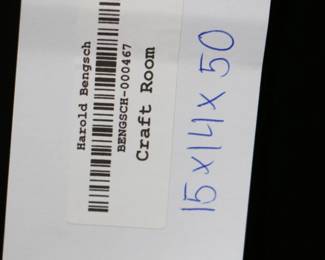 Harold Bengsch
BENGSCH-000467
Craft Room
15x14x50